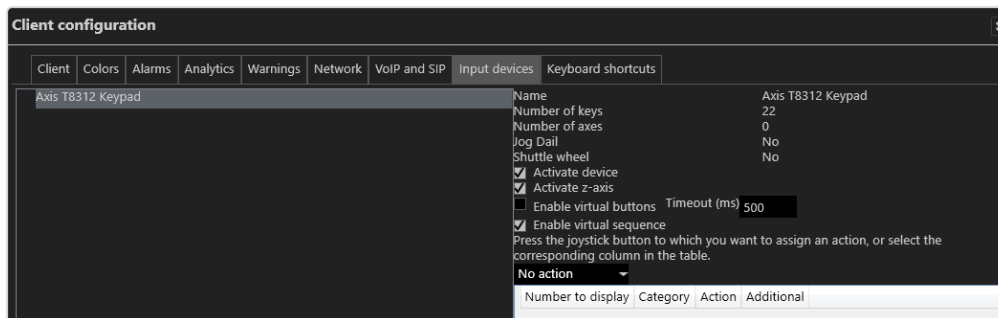 Client configuration
Client Colors Alarms Analytics Warnings Network VoIP and SIP Input devices Keyboard shortcuts
Axis T8312 Keypad
Name Axis T8312 Keypad
Number of keys 22
Number of axes 0
Jog Dail No
Shuttle wheel No
Activate device
Activate z-axis
Enable virtual buttons Timeout (ms) 500
Enable virtual sequence
Press the joystick button to which you want to assign an action, or select the
corresponding column in the table.
No action
Number to display Category Action Additional